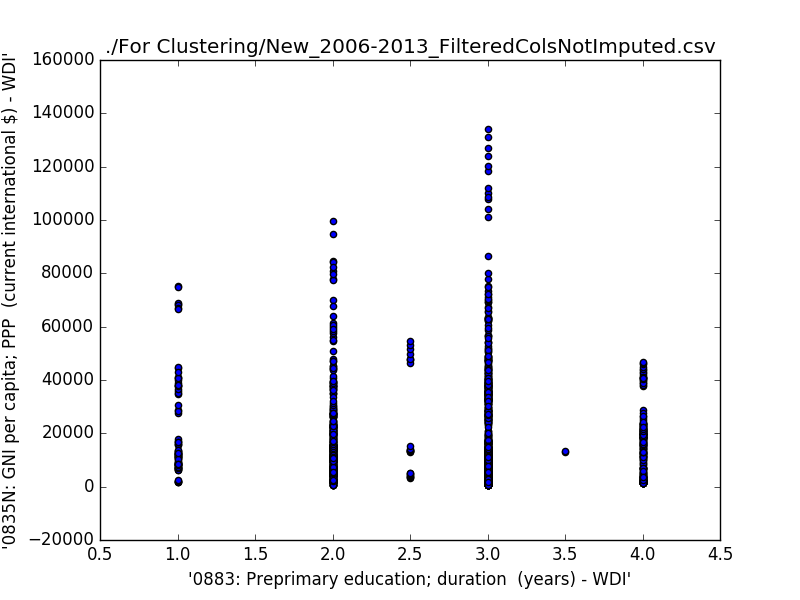 ./For Clustering/New_2006-2013_FilteredColsNotImputed.csv
'0835N: GNI per capita; PPP  (current international $) - WDI'
160000
140000
120000
100000
80000
60000
40000
20000
0
−20000
0.5 1.0 1.5 2.0 2.5 3.0 3.5 4.0 4.5
'0883: Preprimary education; duration  (years) - WDI'